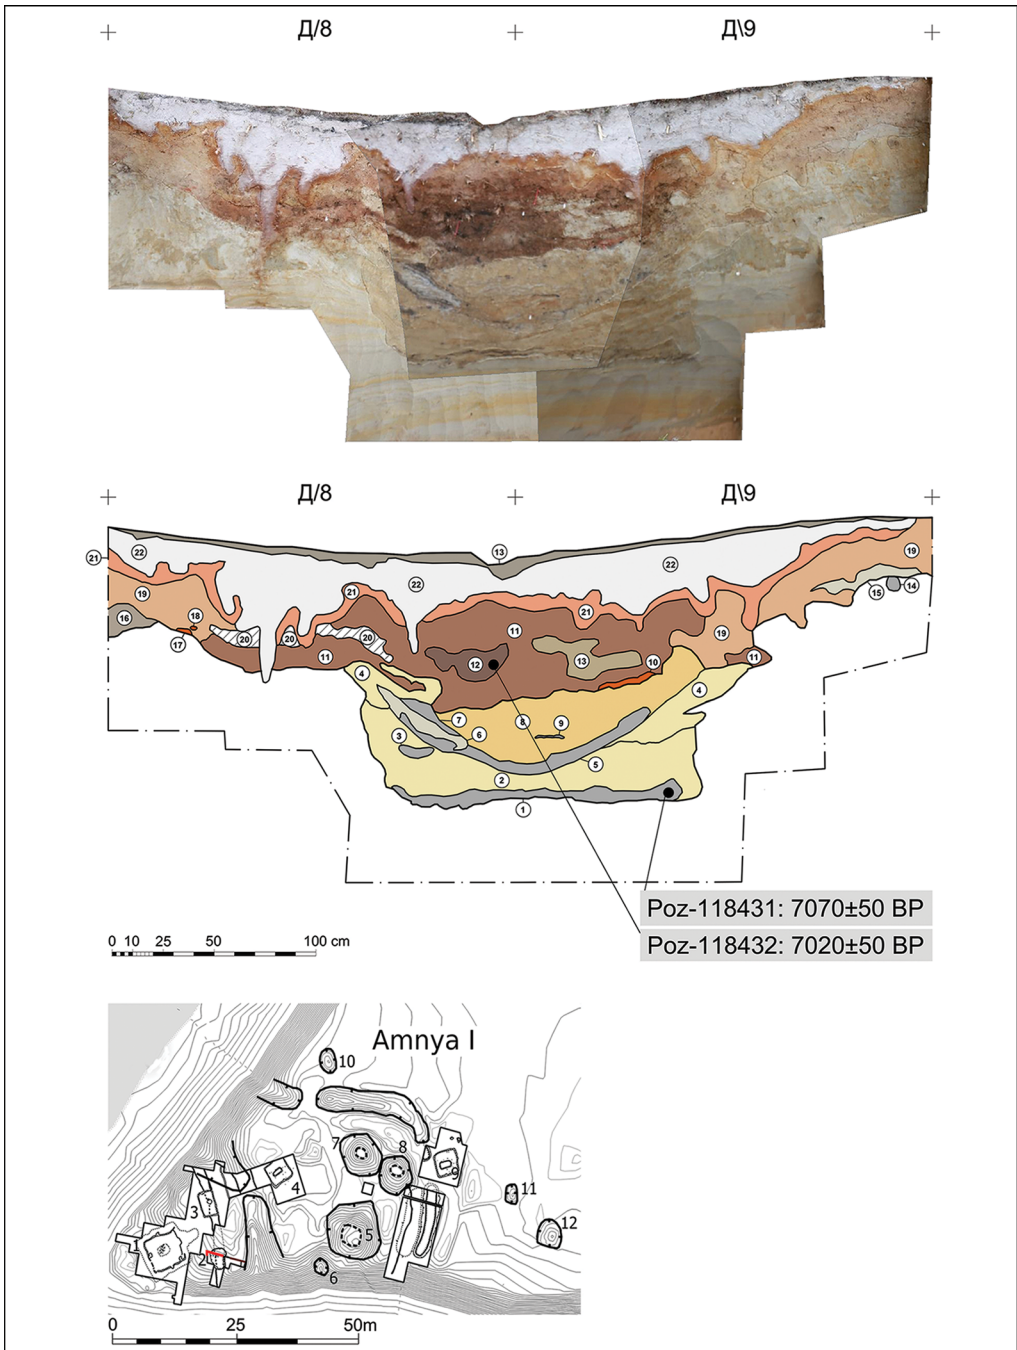 Д/8 Д\9
Д/8 Д\9
21 22 13 22 19
19 21 21 15 14
16 18 20 20 20 11 19
17 11 12 13 10 11
4 4
7 8 9
3 6 5
2
1
Poz-118431: 7070±50 BP
Poz-118432: 7020±50 BP
0 10 25 50 100 cm
Amnya I
10
7 8
9
4
11
3
12
1 5
2
6
0 25 50m